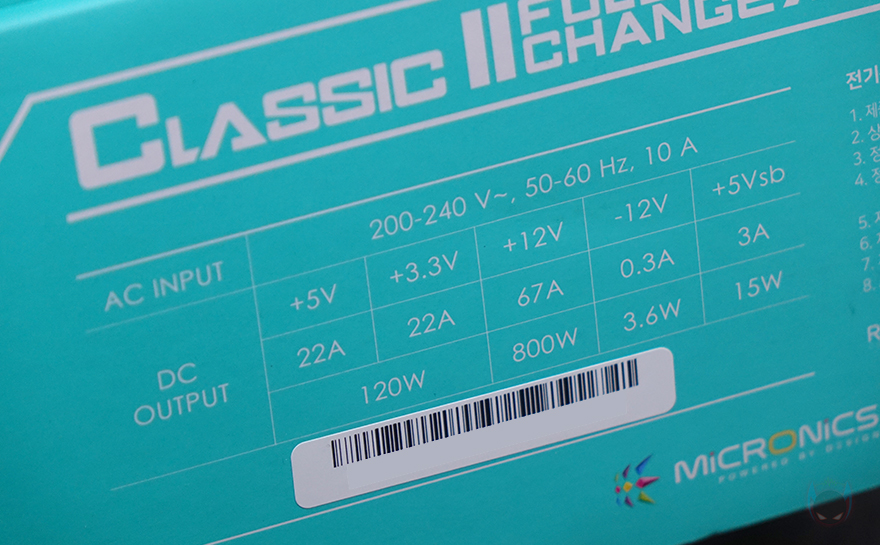 CLASSIC II
CHANGE
AC INPUT 200-240 V~, 50-60 Hz, 10 A
DC OUTPUT
+5V +3.3V +12V -12V +5Vsb
22A 22A 67A 0.3A 3A
120W 800W 3.6W 15W
전기
1.
2.
3.
4.
5.
6.
7.
8.
MiCRONiCS
POWERED BY DESIGN